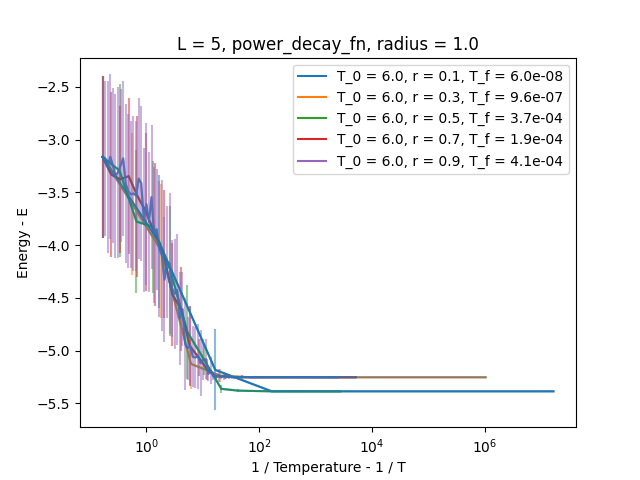 L = 5, power_decay_fn, radius = 1.0
T_0 = 6.0, r = 0.1, T_f = 6.0e-08
T_0 = 6.0, r = 0.3, T_f = 9.6e-07
T_0 = 6.0, r = 0.5, T_f = 3.7e-04
T_0 = 6.0, r = 0.7, T_f = 1.9e-04
T_0 = 6.0, r = 0.9, T_f = 4.1e-04
Energy - E
−2.5
−3.0
−3.5
−4.0
−4.5
−5.0
−5.5
10⁰ 10² 10⁴ 10⁶
1 / Temperature - 1 / T